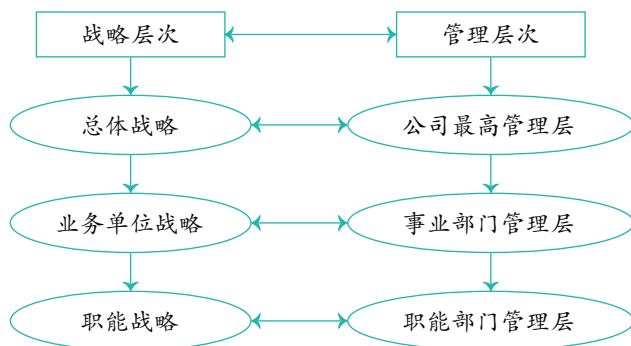 战略层次
管理层次
总体战略
公司最高管理层
业务单位战略
事业部门管理层
职能战略
职能部门管理层